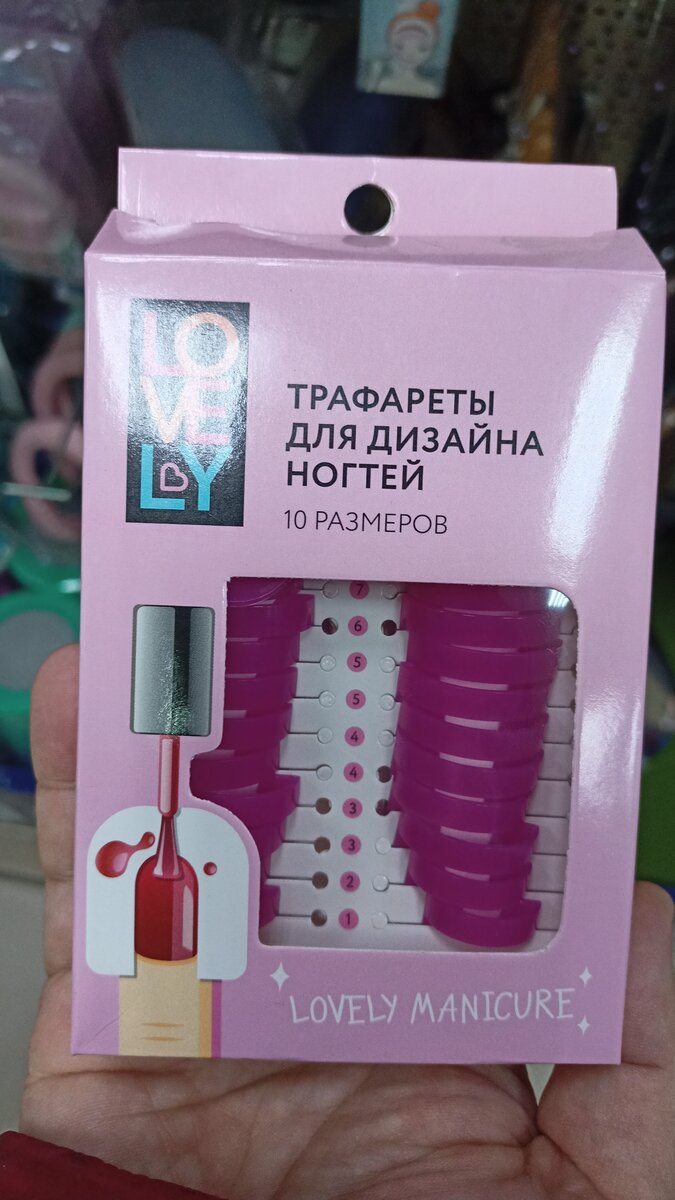 LO
VE
LY
ТРАФАРЕТЫ
ДЛЯ ДИЗАЙНА
НОГТЕЙ
10 РАЗМЕРОВ
7
6
5
5
4
4
3
3
2
1
LOVELY MANICURE